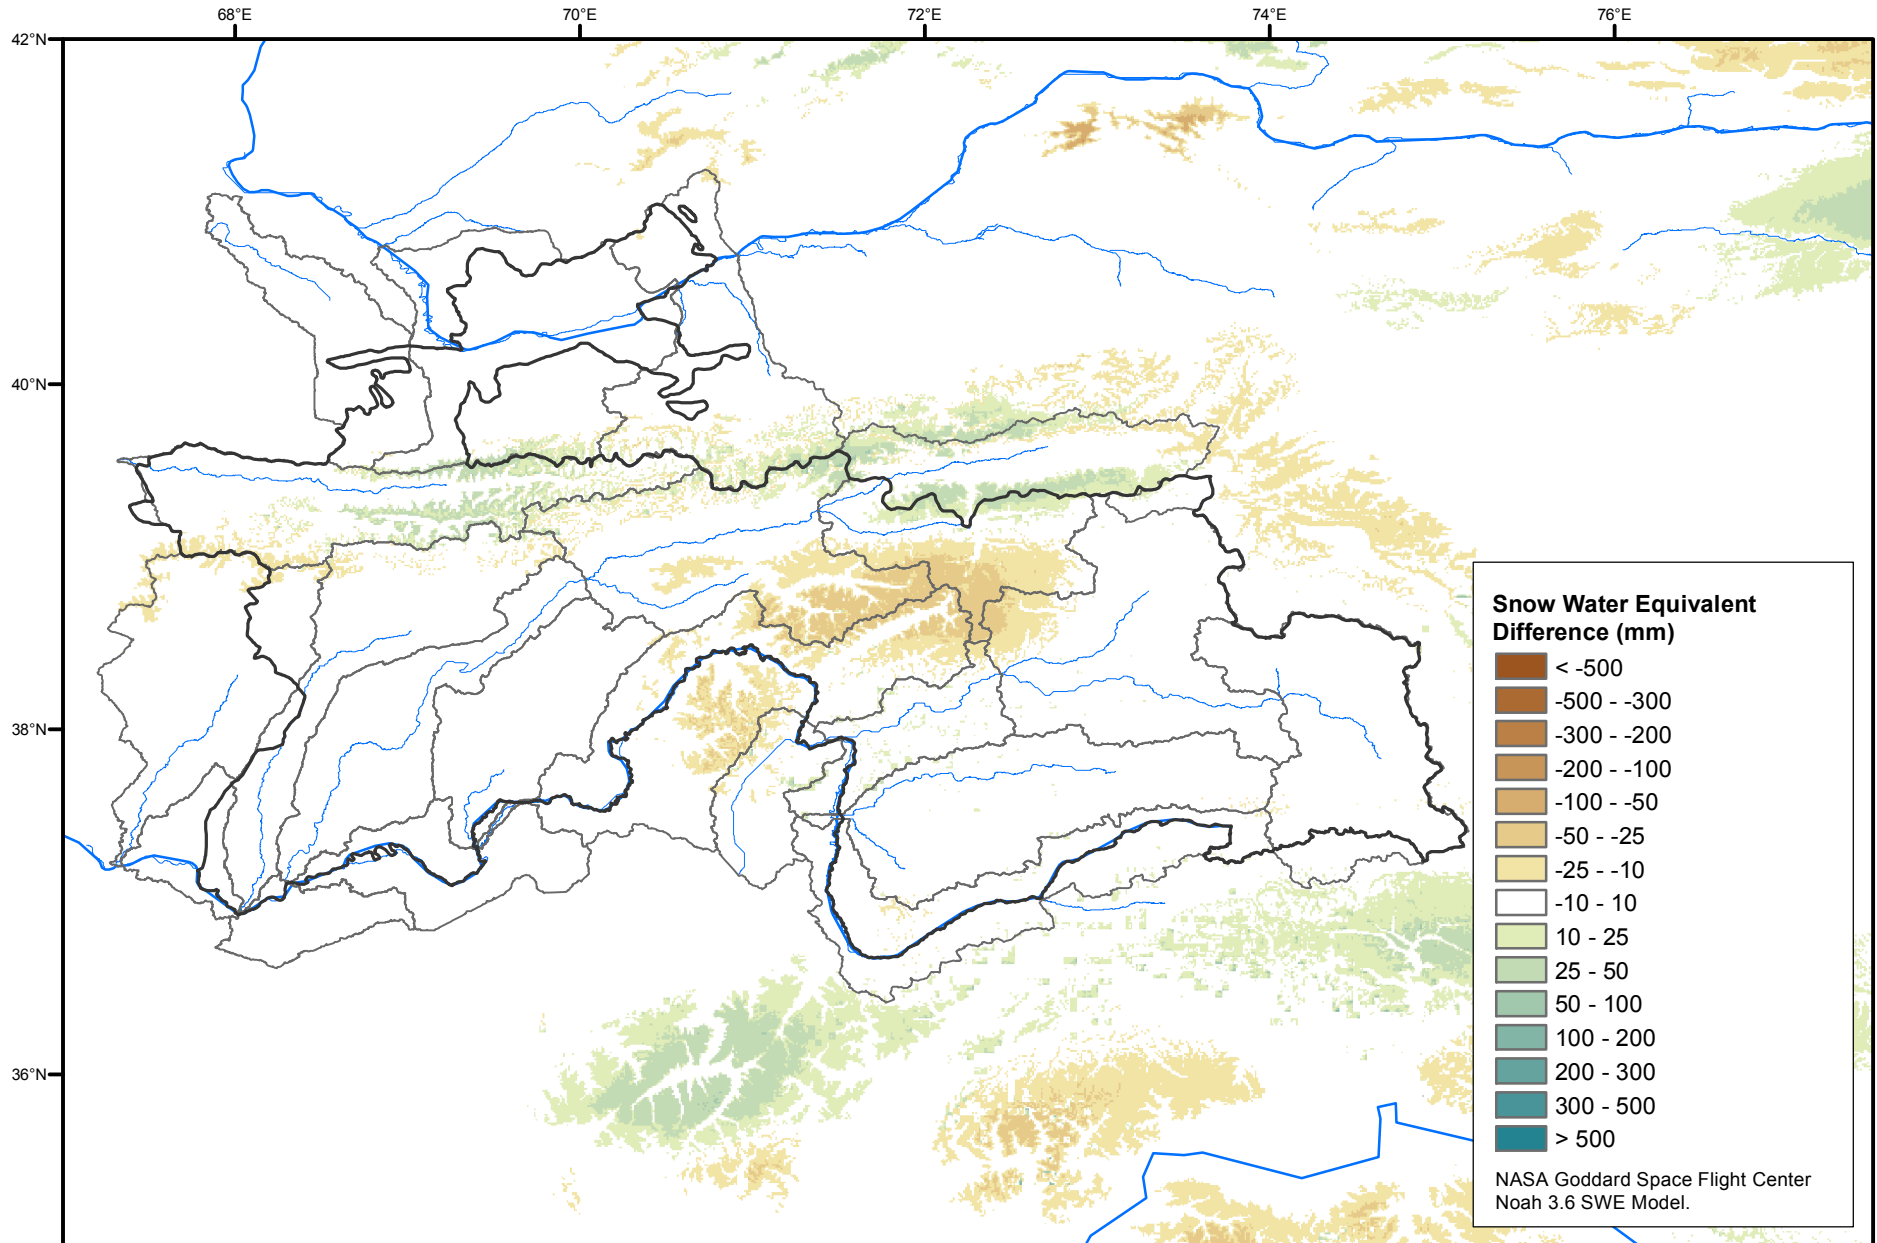 68°E
70°E
72°E
74°E
76°E
42°N
40°N
38°N
36°N
Snow Water Equivalent
Difference (mm)
< -500
-500 - -300
-300 - -200
-200 - -100
-100 - -50
-50 - -25
-25 - -10
-10 - 10
10 - 25
25 - 50
50 - 100
100 - 200
200 - 300
300 - 500
> 500
NASA Goddard Space Flight Center
Noah 3.6 SWE Model.